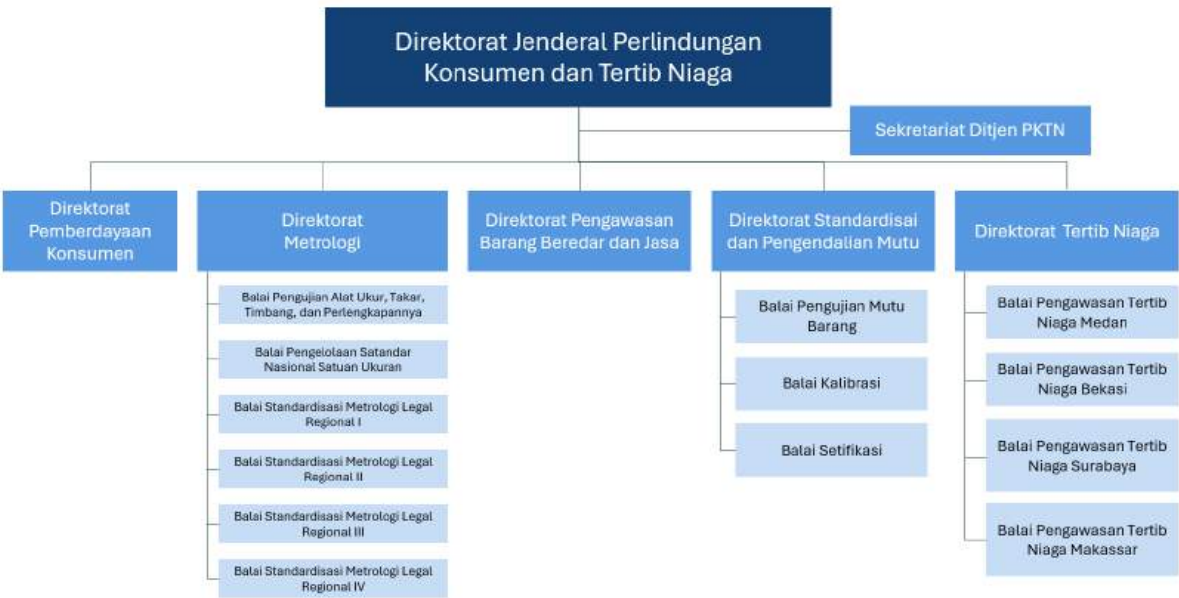 Direktorat Jenderal Perlindungan
Konsumen dan Tertib Niaga
Sekretariat Ditjen PKTN
Direktorat
Pemberdayaan
Konsumen
Direktorat
Metrologi
Direktorat Pengawasan
Barang Beredar dan Jasa
Direktorat Standardisai
dan Pengendalian Mutu
Direktorat Tertib Niaga
Balai Pengujian Alat Ukur, Takar,
Timbang, dan Perlengkapannya
Balai Pengelolaan Satandar
Nasional Satuan Ukuran
Balai Standardisasi Metrologi Legal
Regional I
Balai Standardisasi Metrologi Legal
Regional II
Balai Standardisasi Metrologi Legal
Regional III
Balai Standardisasi Metrologi Legal
Regional IV
Balai Pengujian Mutu
Barang
Balai Kalibrasi
Balai Setifikasi
Balai Pengawasan Tertib
Niaga Medan
Balai Pengawasan Tertib
Niaga Bekasi
Balai Pengawasan Tertib
Niaga Surabaya
Balai Pengawasan Tertib
Niaga Makassar